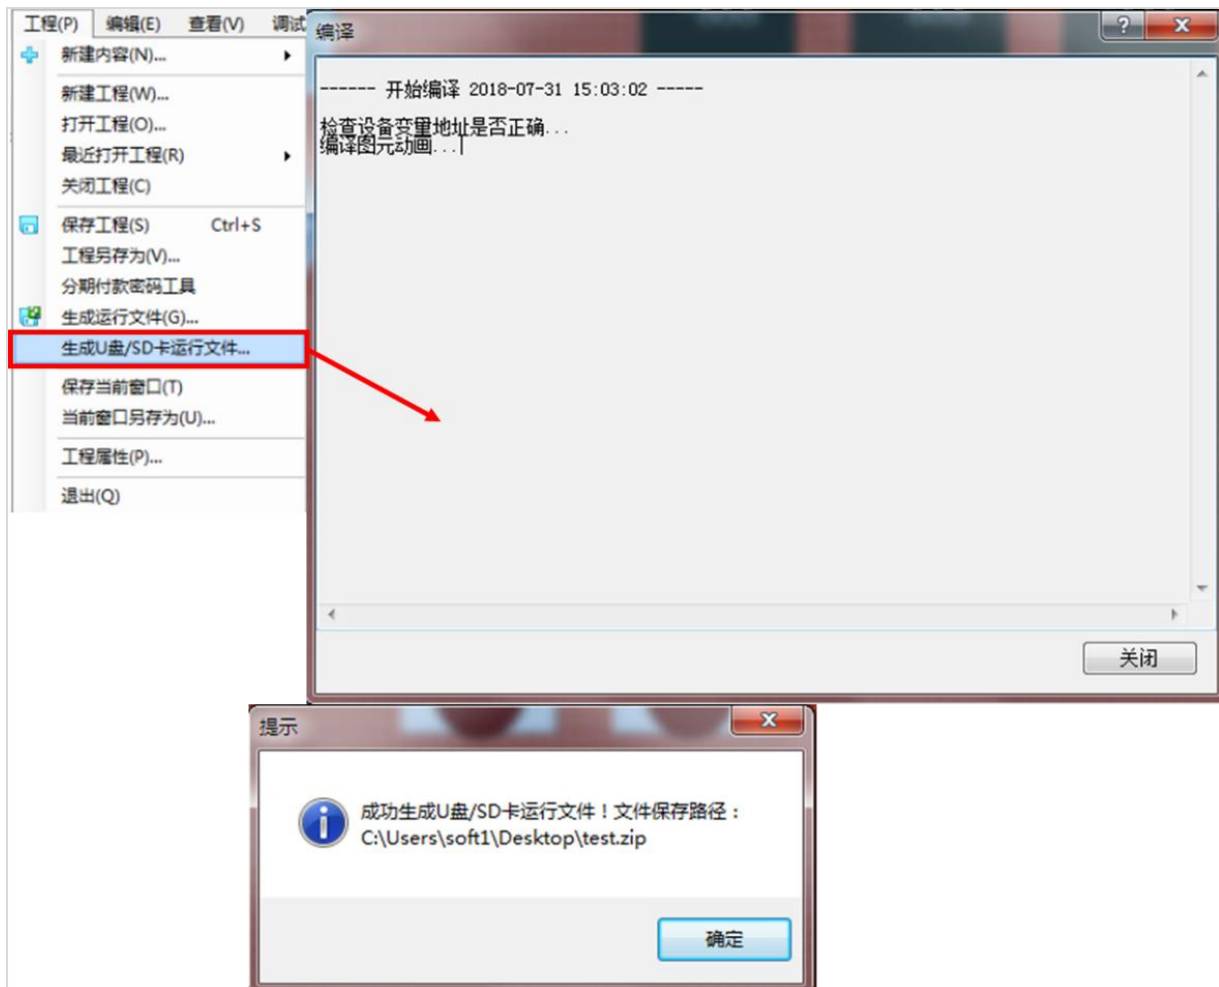 工程(P) 编辑(E) 查看(V) 调试
新建内容(N)...
新建工程(W)...
打开工程(O)...
最近打开工程(R)
关闭工程(C)
保存工程(S) Ctrl+S
工程另存为(V)...
分期付款密码工具
生成运行文件(G)...
生成U盘/SD卡运行文件...
保存当前窗口(T)
当前窗口另存为(U)...
工程属性(P)...
退出(Q)
编译
------ 开始编译 2018-07-31 15:03:02 -----
检查设备变量地址是否正确...
编译图元动画...
关闭
提示
成功生成U盘/SD卡运行文件！文件保存路径：
C:\Users\soft1\Desktop\test.zip
确定